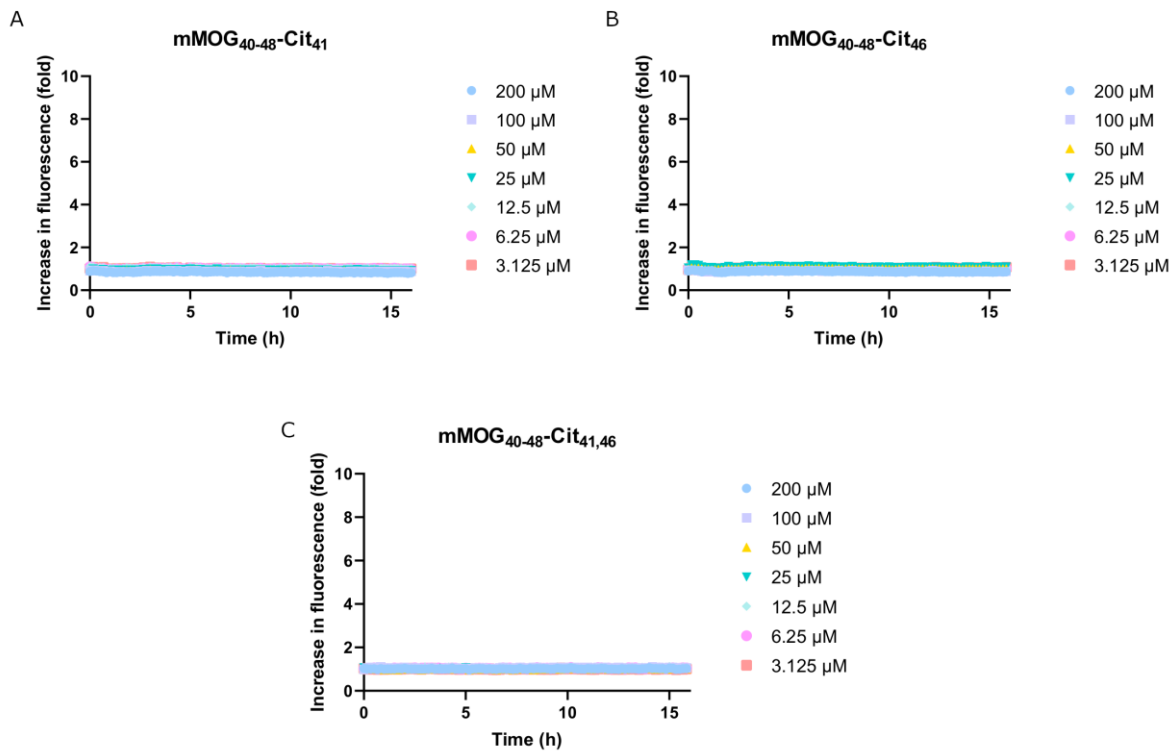 A
mMOG40-48-Cit41
Increase in fluorescence (fold)
10
8
6
4
2
0
0 5 10 15
Time (h)
200 µM
100 µM
50 µM
25 µM
12.5 µM
6.25 µM
3.125 µM
B
mMOG40-48-Cit46
Increase in fluorescence (fold)
10
8
6
4
2
0
0 5 10 15
Time (h)
200 µM
100 µM
50 µM
25 µM
12.5 µM
6.25 µM
3.125 µM
C
mMOG40-48-Cit41,46
Increase in fluorescence (fold)
10
8
6
4
2
0
0 5 10 15
Time (h)
200 µM
100 µM
50 µM
25 µM
12.5 µM
6.25 µM
3.125 µM